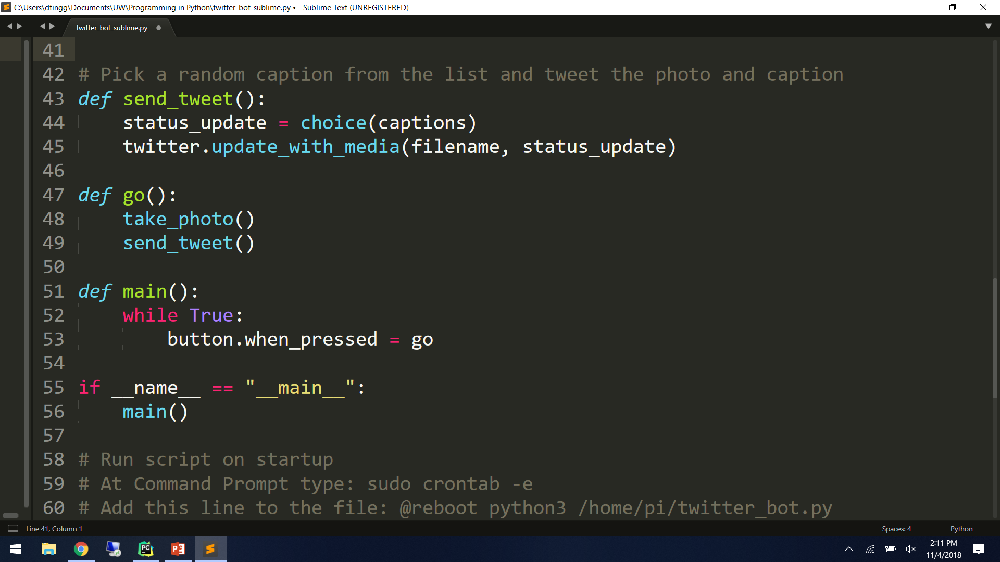 C:\Users\dtingg\Documents\UW\Programming in Python\twitter_bot_sublime.py • - Sublime Text (UNREGISTERED)
twitter_bot_sublime.py
41
42 # Pick a random caption from the list and tweet the photo and caption
43 def send_tweet():
44     status_update = choice(captions)
45     twitter.update_with_media(filename, status_update)
46
47 def go():
48     take_photo()
49     send_tweet()
50
51 def main():
52     while True:
53         button.when_pressed = go
54
55 if __name__ == "__main__":
56     main()
57
58 # Run script on startup
59 # At Command Prompt type: sudo crontab -e
60 # Add this line to the file: @reboot python3 /home/pi/twitter_bot.py
Line 41, Column 1 Spaces: 4 Python
2:11 PM
11/4/2018